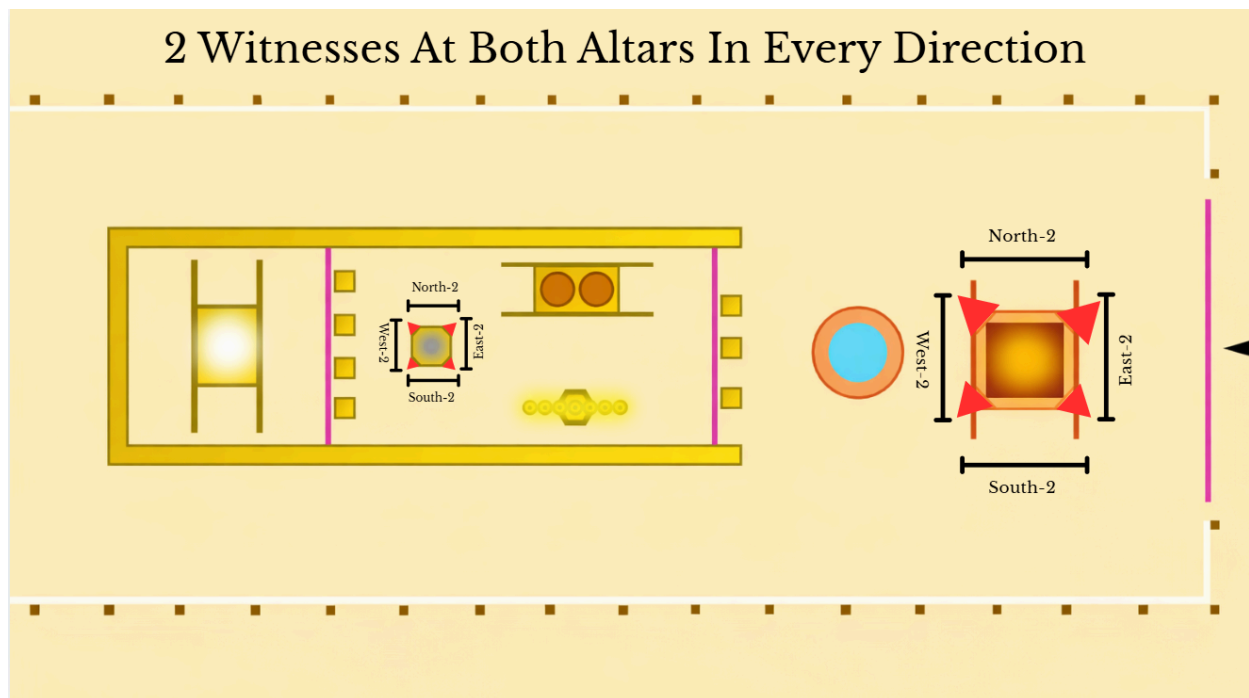 2 Witnesses At Both Altars In Every Direction
North-2
West-2
East-2
South-2
North-2
West-2
East-2
South-2